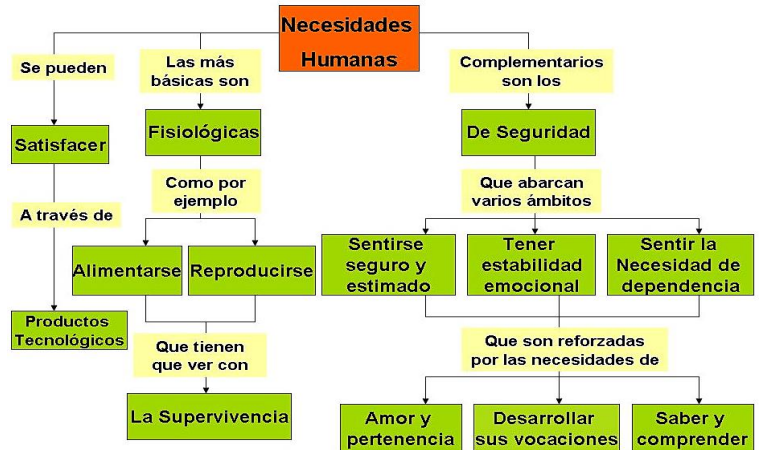 Necesidades
Humanas
Se pueden
Satisfacer
A través de
Productos
Tecnológicos
Las más
básicas son
Fisiológicas
Como por
ejemplo
Alimentarse
Reproducirse
Que tienen
que ver con
La Supervivencia
Complementarios
son los
De Seguridad
Que abarcan
varios ámbitos
Sentirse
seguro y
estimado
Tener
estabilidad
emocional
Sentir la
Necesidad de
dependencia
Que son reforzadas
por las necesidades de
Amor y
pertenencia
Desarrollar
sus vocaciones
Saber y
comprender